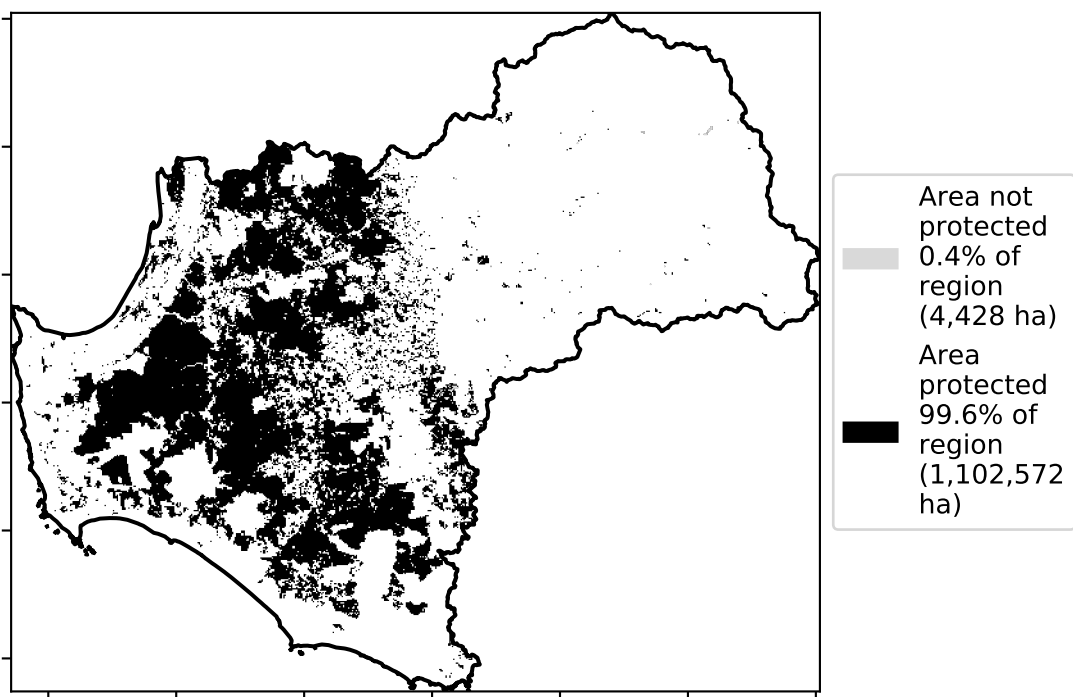 Area not
protected
0.4% of
region
(4,428 ha)
Area
protected
99.6% of
region
(1,102,572
ha)